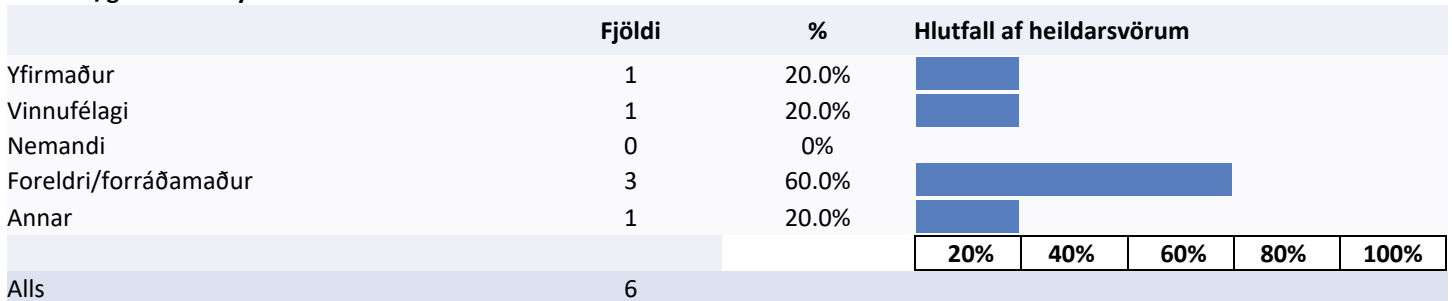 Fjöldi % Hlutfall af heildarsvörum
Yfirmaður 1 20.0%
Vinnufélagi 1 20.0%
Nemandi 0 0%
Foreldri/forráðamaður 3 60.0%
Annar 1 20.0%
20% 40% 60% 80% 100%
Alls 6